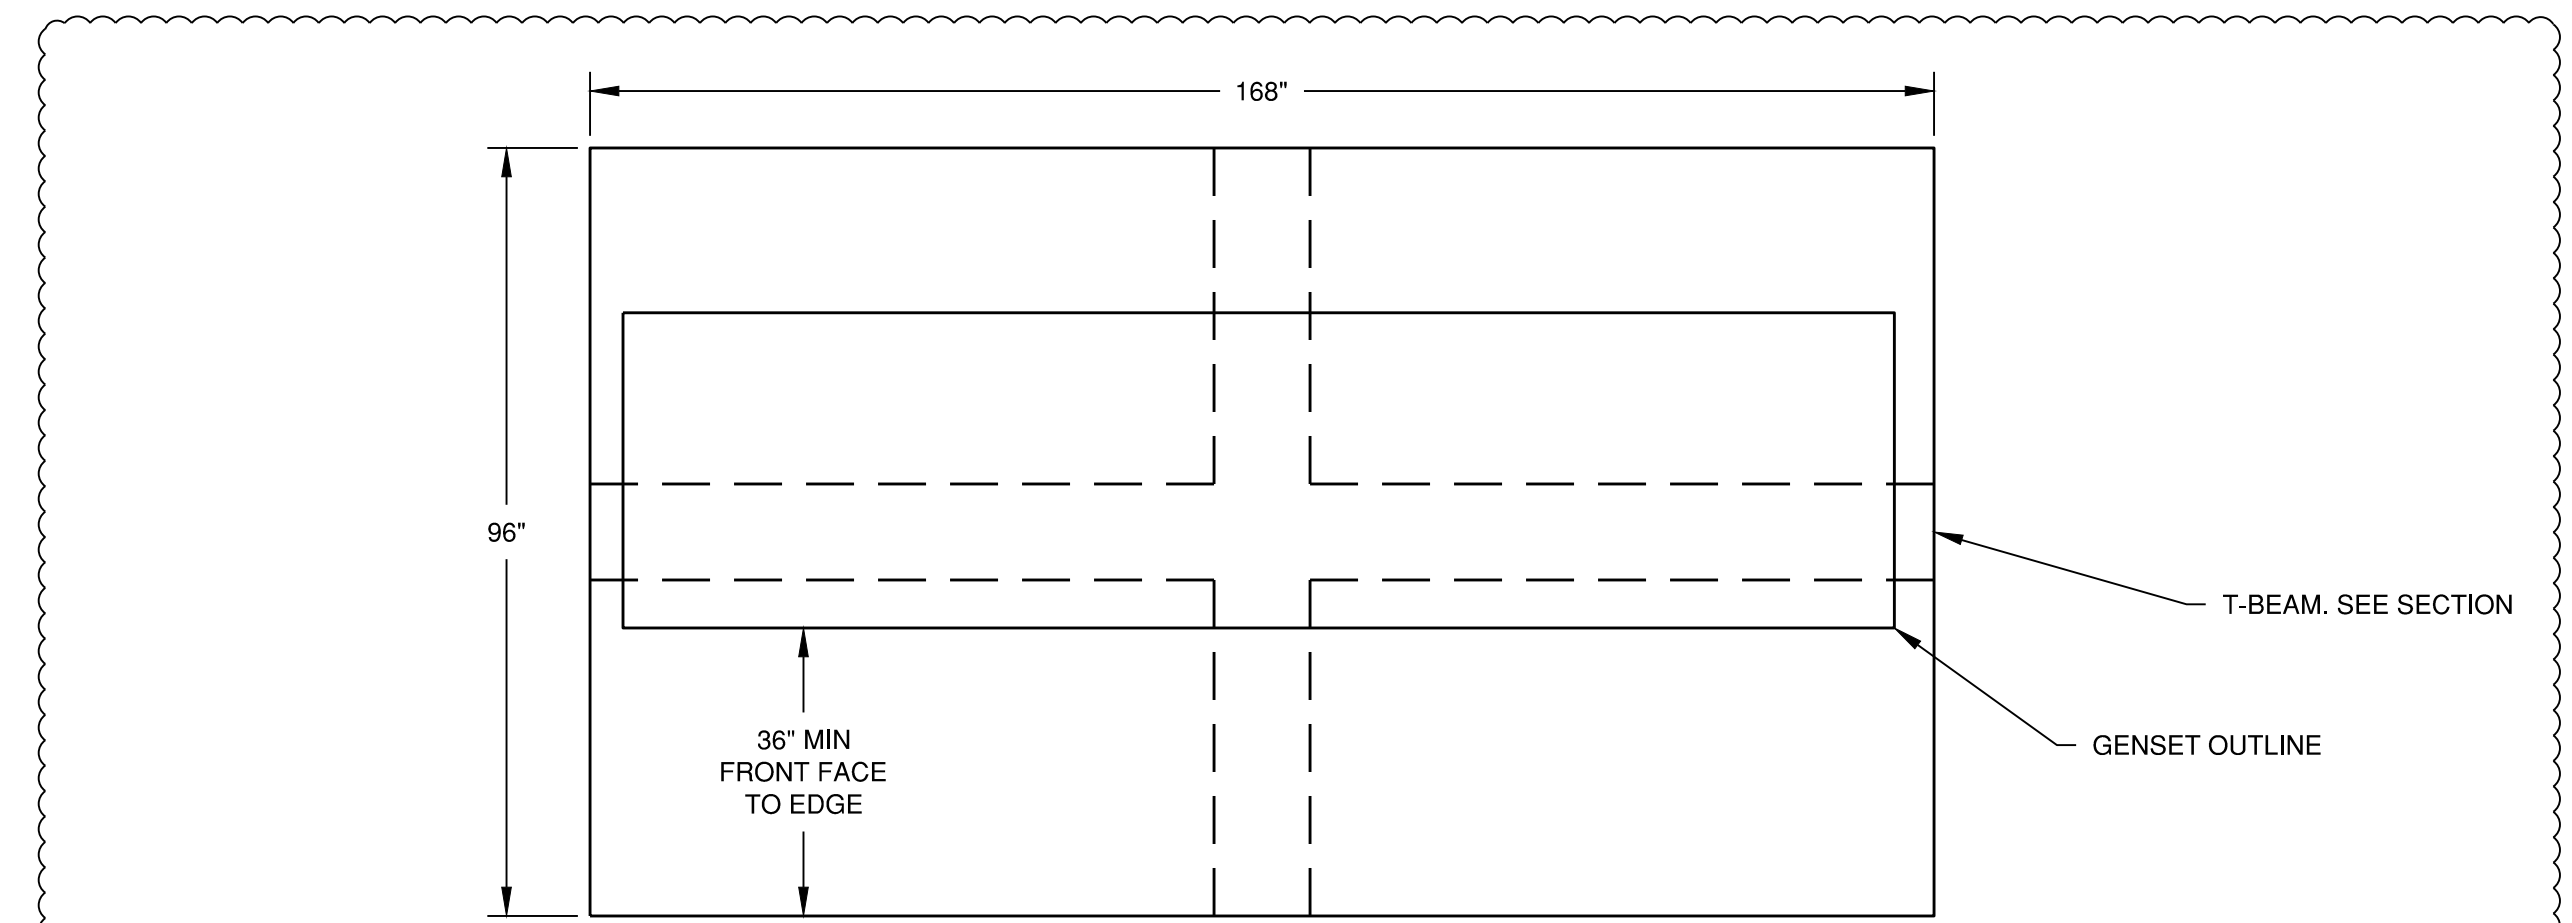 168"
96"
T-BEAM. SEE SECTION
36" MIN
FRONT FACE
TO EDGE
GENSET OUTLINE